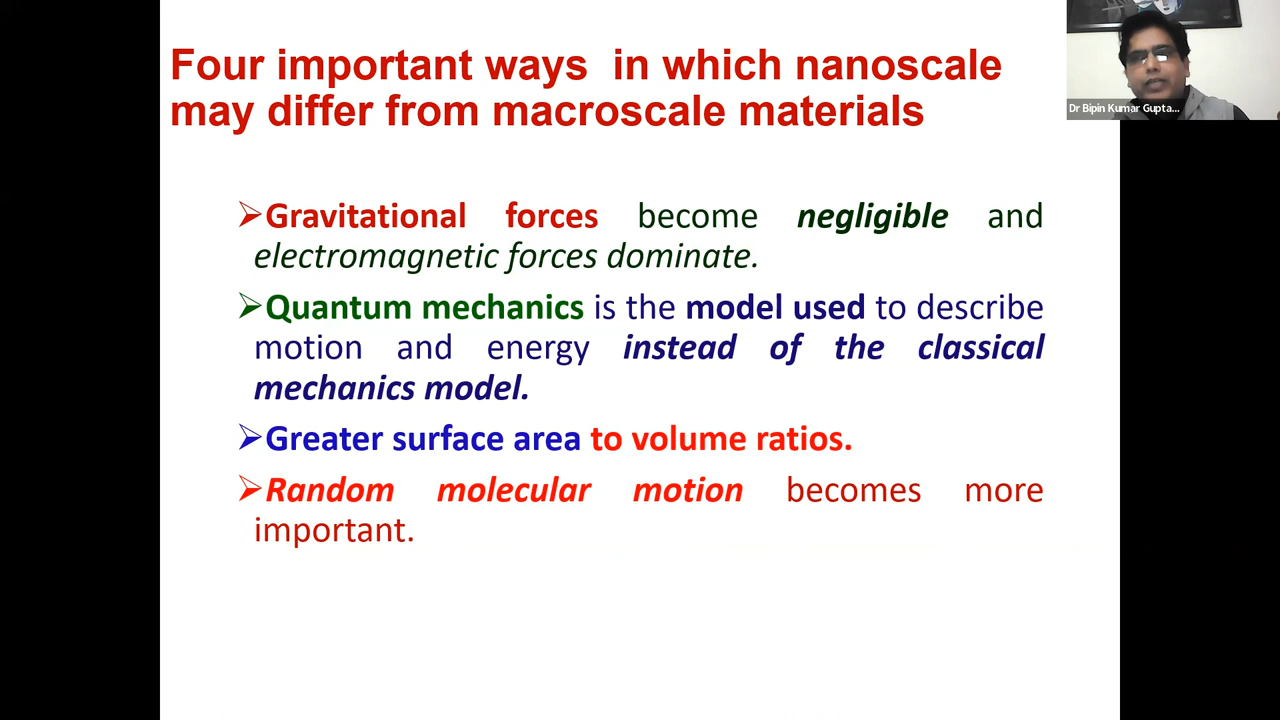 Four important ways in which nanoscale
may differ from macroscale materials
Dr Bipin Kumar Gupta...
➢Gravitational forces become negligible and
electromagnetic forces dominate.
➢Quantum mechanics is the model used to describe
motion and energy instead of the classical
mechanics model.
➢Greater surface area to volume ratios.
➢Random molecular motion becomes more
important.